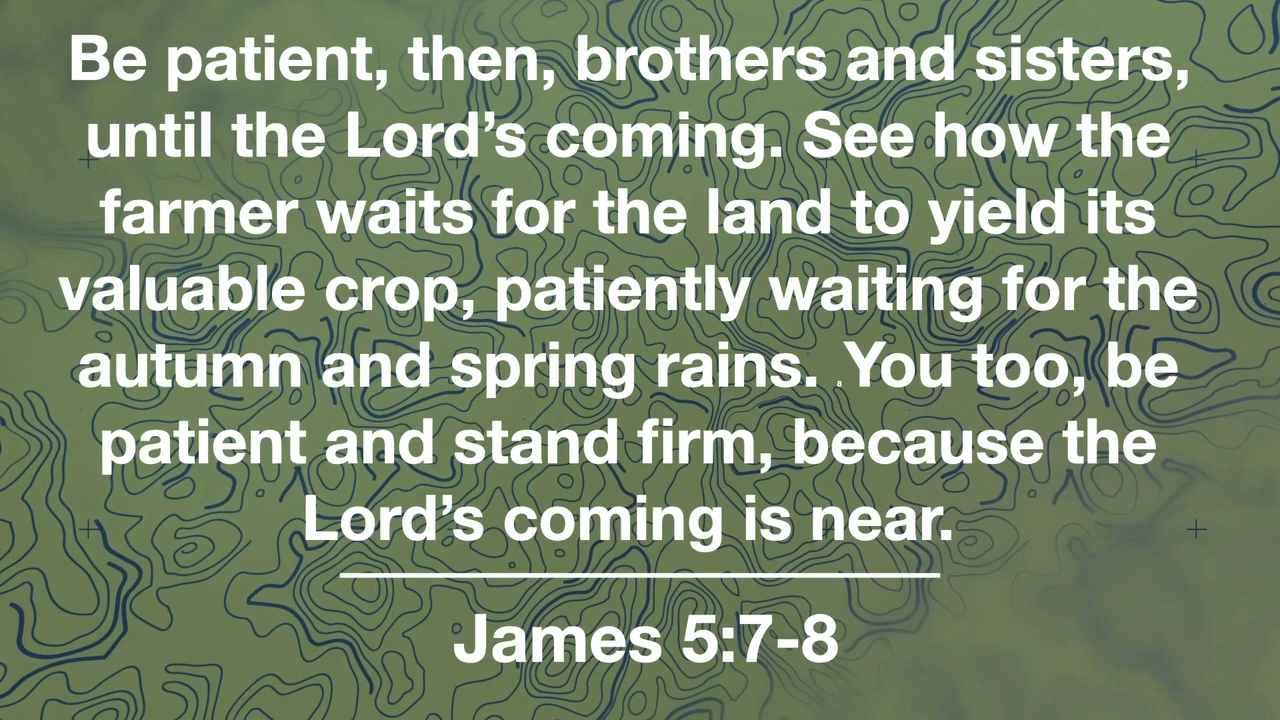 Be patient, then, brothers and sisters,
until the Lord’s coming. See how the
farmer waits for the land to yield its
valuable crop, patiently waiting for the
autumn and spring rains. You too, be
patient and stand firm, because the
Lord’s coming is near.
James 5:7-8